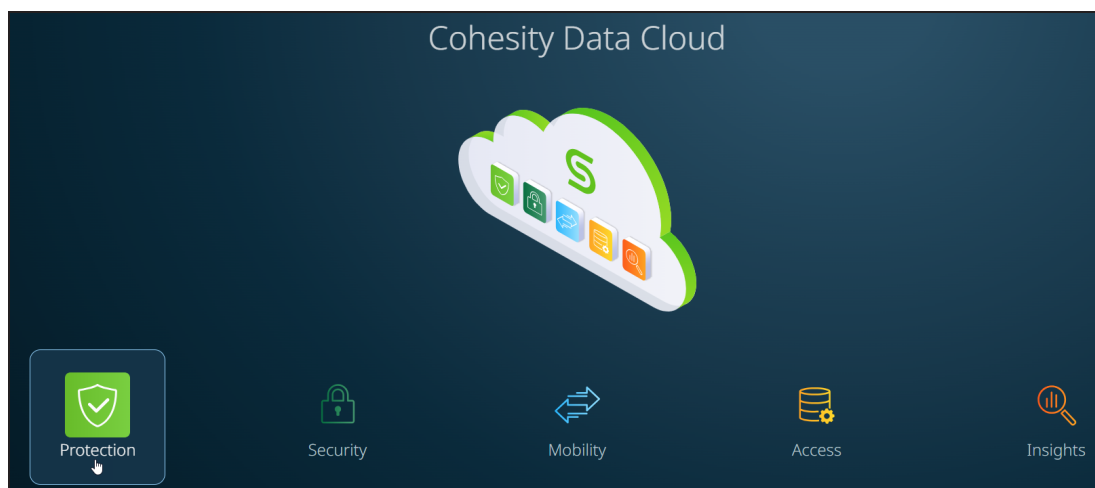 Cohesity Data Cloud
Protection
Security
Mobility
Access
Insights